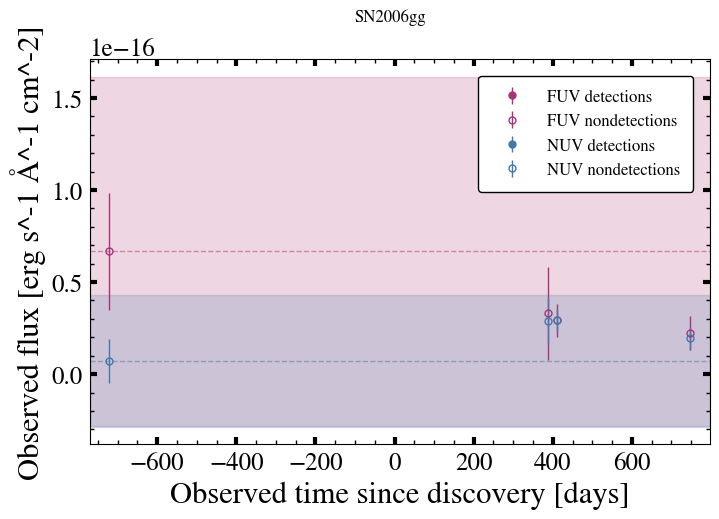 SN2006gg
1e−16
1.5
1.0
0.5
0.0
Observed flux [erg s^-1 Å^-1 cm^-2]
FUV detections
FUV nondetections
NUV detections
NUV nondetections
−600 −400 −200 0 200 400 600
Observed time since discovery [days]